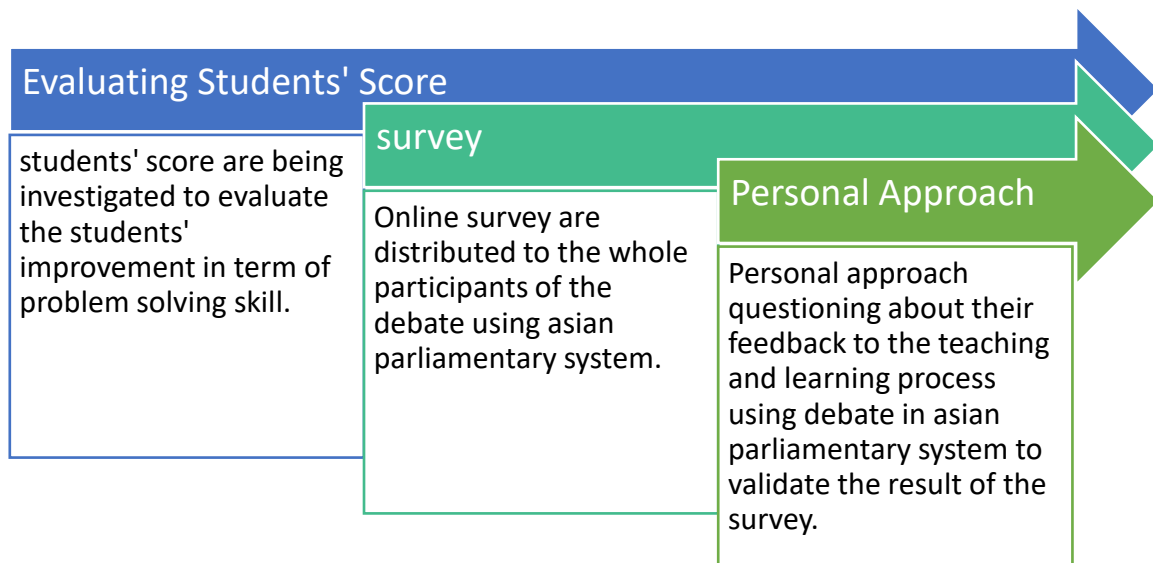 Evaluating Students' Score
students' score are being
investigated to evaluate
the students'
improvement in term of
problem solving skill.
survey
Online survey are
distributed to the whole
participants of the
debate using asian
parliamentary system.
Personal Approach
Personal approach
questioning about their
feedback to the teaching
and learning process
using debate in asian
parliamentary system to
validate the result of the
survey.